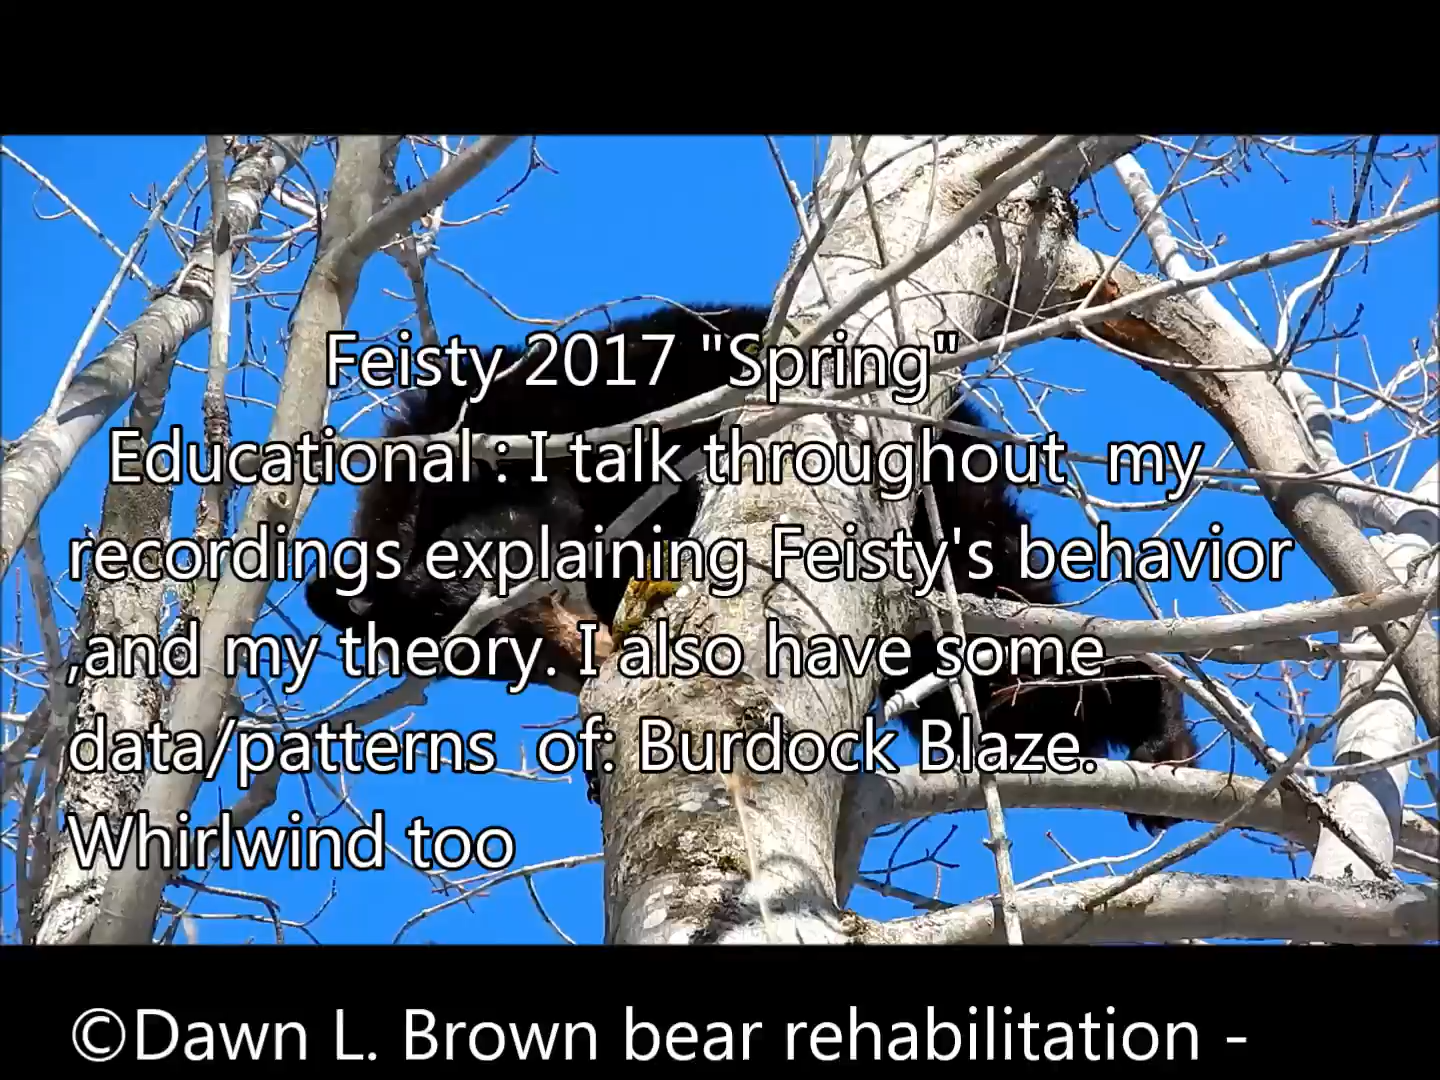 Feisty 2017 "Spring"
Educational : I talk throughout  my
recordings explaining Feisty's behavior
,and my theory. I also have some
data/patterns  of: Burdock Blaze.
Whirlwind too
©Dawn L. Brown bear rehabilitation -